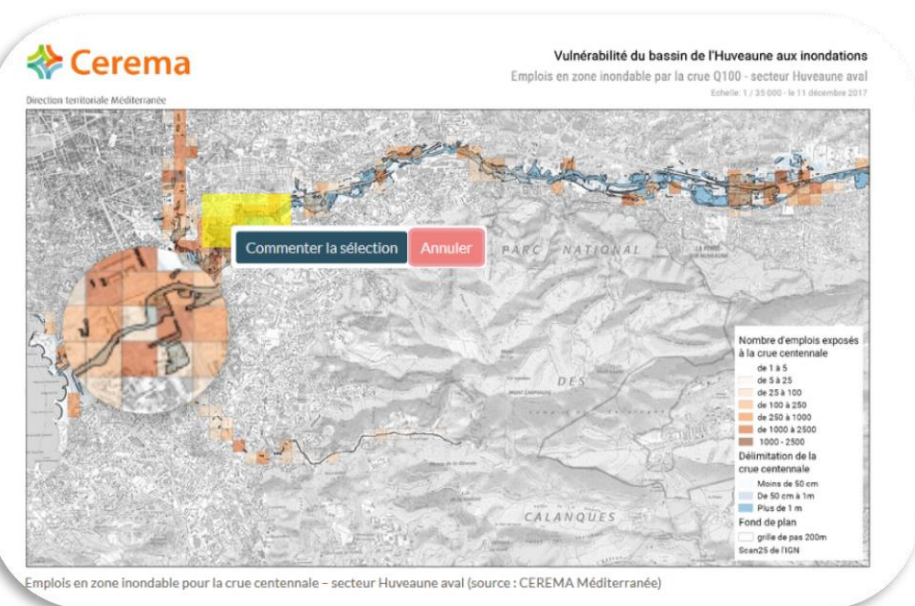 Cerema
Direction territoriale Méditerranée
Vulnérabilité du bassin de l'Huveaune aux inondations
Emplois en zone inondable par la crue Q100 - secteur Huveaune aval
Echelle: 1 / 35 000 - le 11 décembre 2017
Commenter la sélection
Annuler
PARC NATIONAL
DES
CALANQUES
Nombre d'emplois exposés
à la crue centennale
de 1 à 5
de 5 à 25
de 25 à 100
de 100 à 250
de 250 à 1000
de 1000 à 2500
1000 - 2500
Délimitation de la
crue centennale
Moins de 50 cm
De 50 cm à 1m
Plus de 1 m
Fond de plan
grille de pas 200m
Scan25 de l'IGN
Emplois en zone inondable pour la crue centennale – secteur Huveaune aval (source : CEREMA Méditerranée)